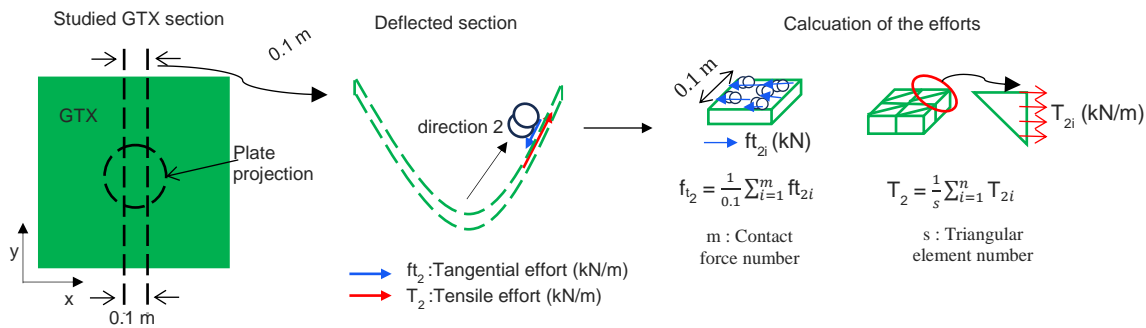 Studied GTX section
0.1 m
GTX
Plate
projection
y
x
0.1 m
Deflected section
direction 2
ft2 :Tangential effort (kN/m)
T2 :Tensile effort (kN/m)
Calcuation of the efforts
0.1 m
ft2i (kN)
T2i (kN/m)
ft2 = 1/0.1 ∑_{i=1}^{m} ft2i
T2 = 1/s ∑_{i=1}^{n} T2i
m : Contact
force number
s : Triangular
element number